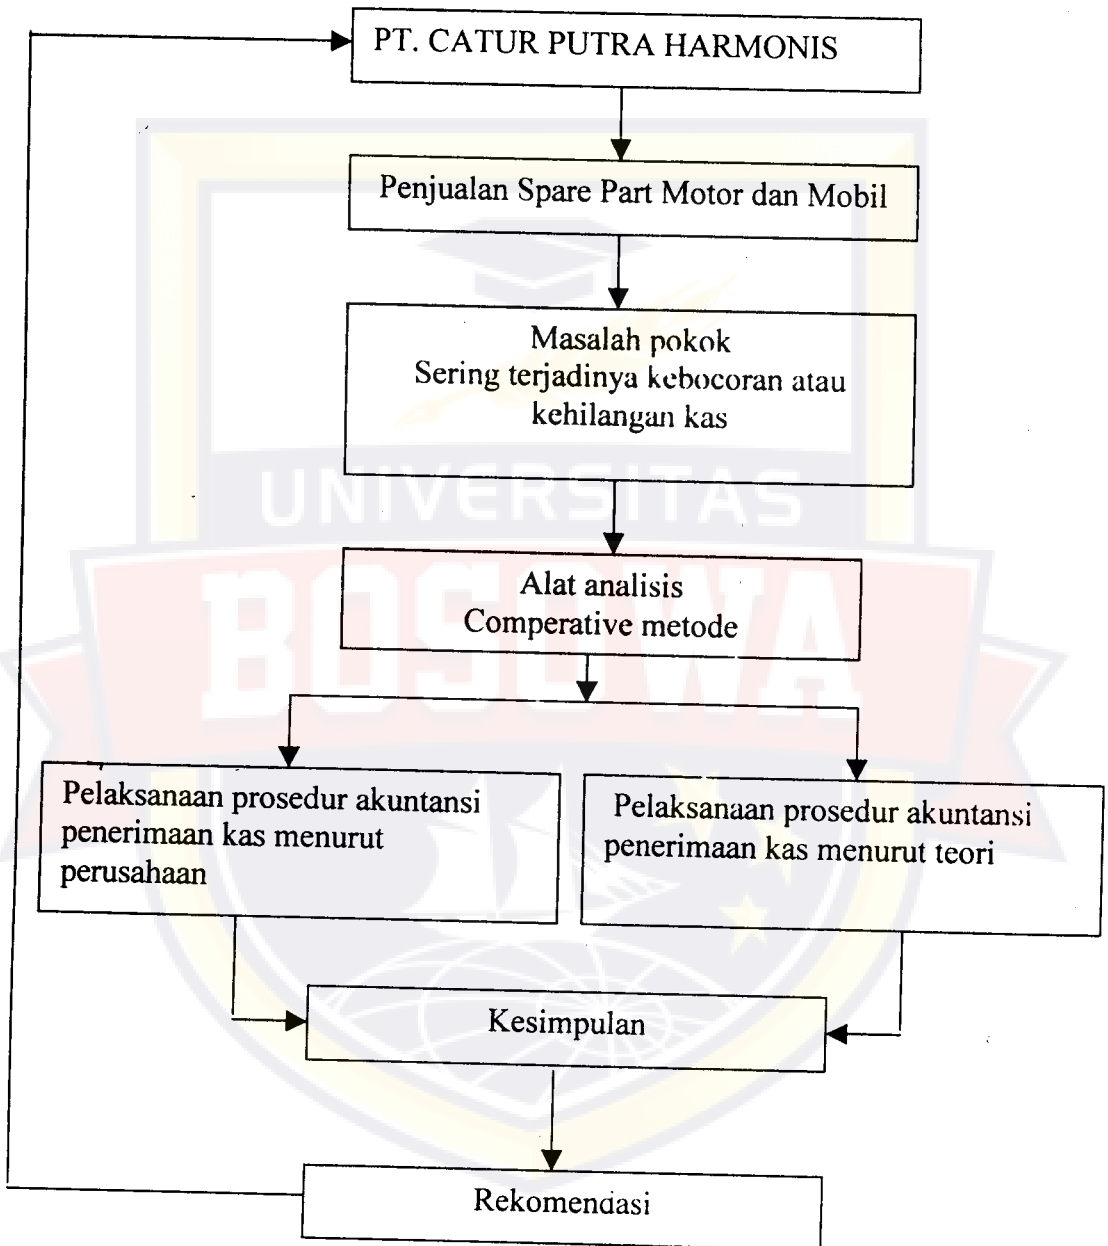 PT. CATUR PUTRA HARMONIS
Penjualan Spare Part Motor dan Mobil
Masalah pokok
Sering terjadinya kebocoran atau
kehilangan kas
UNIVERSITAS
BOSOWA
Alat analisis
Comperative metode
Pelaksanaan prosedur akuntansi
penerimaan kas menurut
perusahaan
Pelaksanaan prosedur akuntansi
penerimaan kas menurut teori
Kesimpulan
Rekomendasi